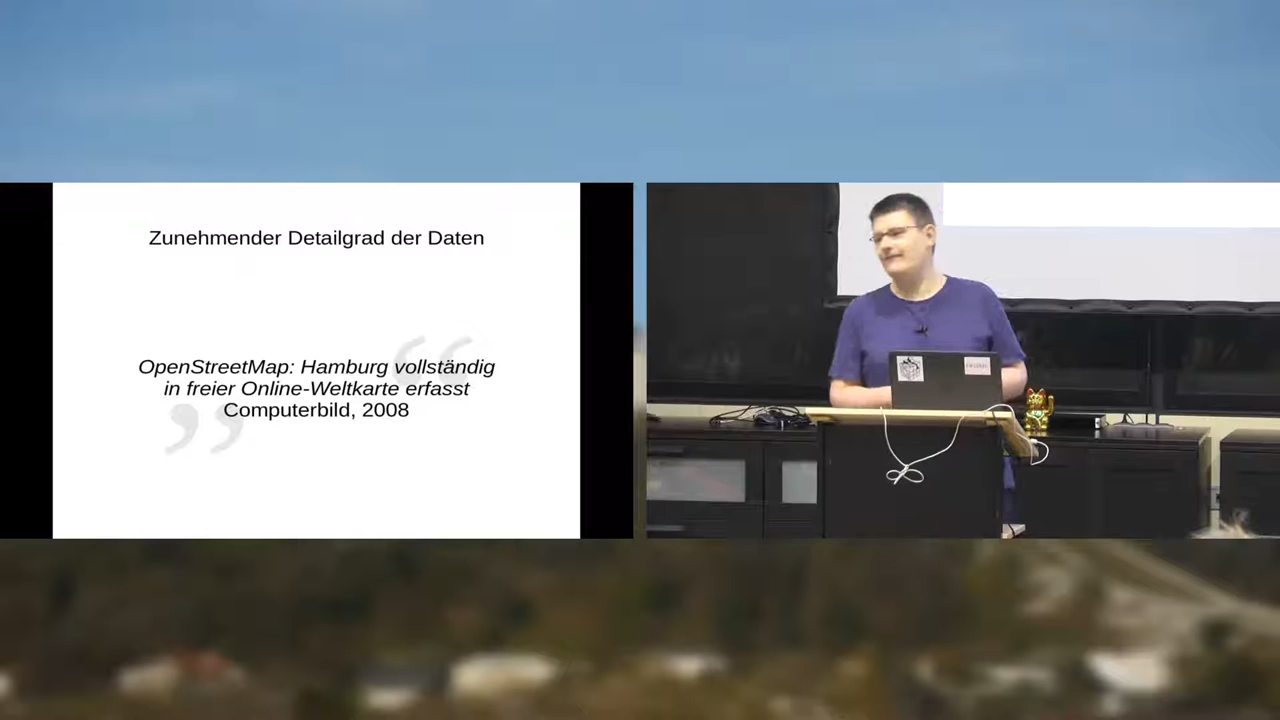 Zunehmender Detailgrad der Daten
OpenStreetMap: Hamburg vollständig
in freier Online-Weltkarte erfasst
Computerbild, 2008